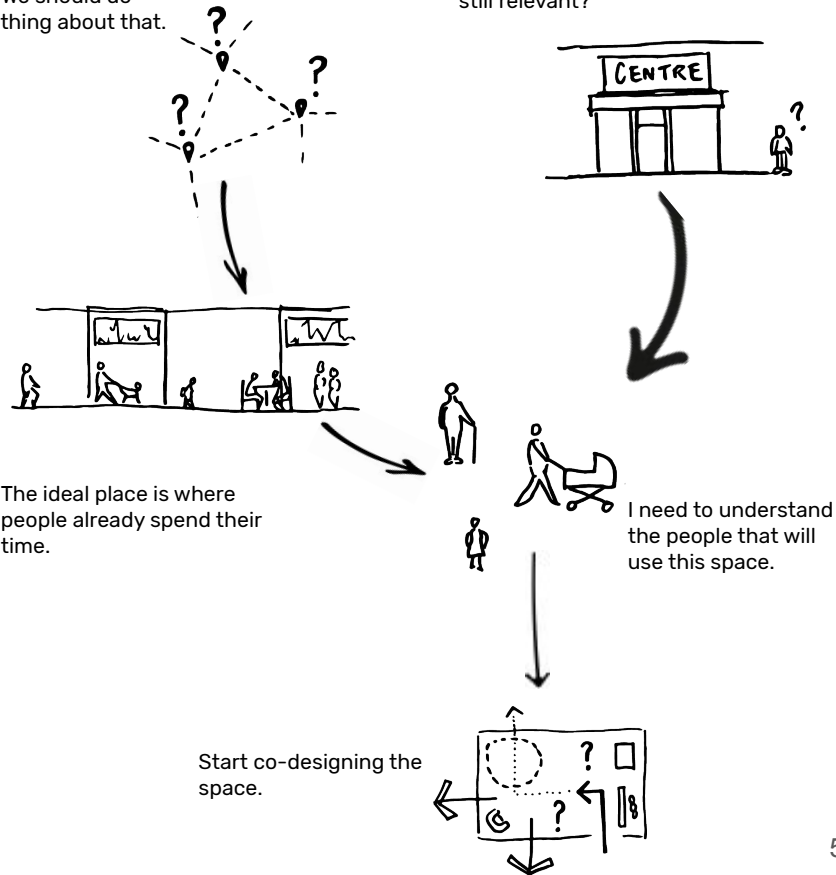 we should do
thing about that.
still relevant?
?
?
?
CENTRE
?
The ideal place is where
people already spend their
time.
I need to understand
the people that will
use this space.
Start co-designing the
space.
?
?
5